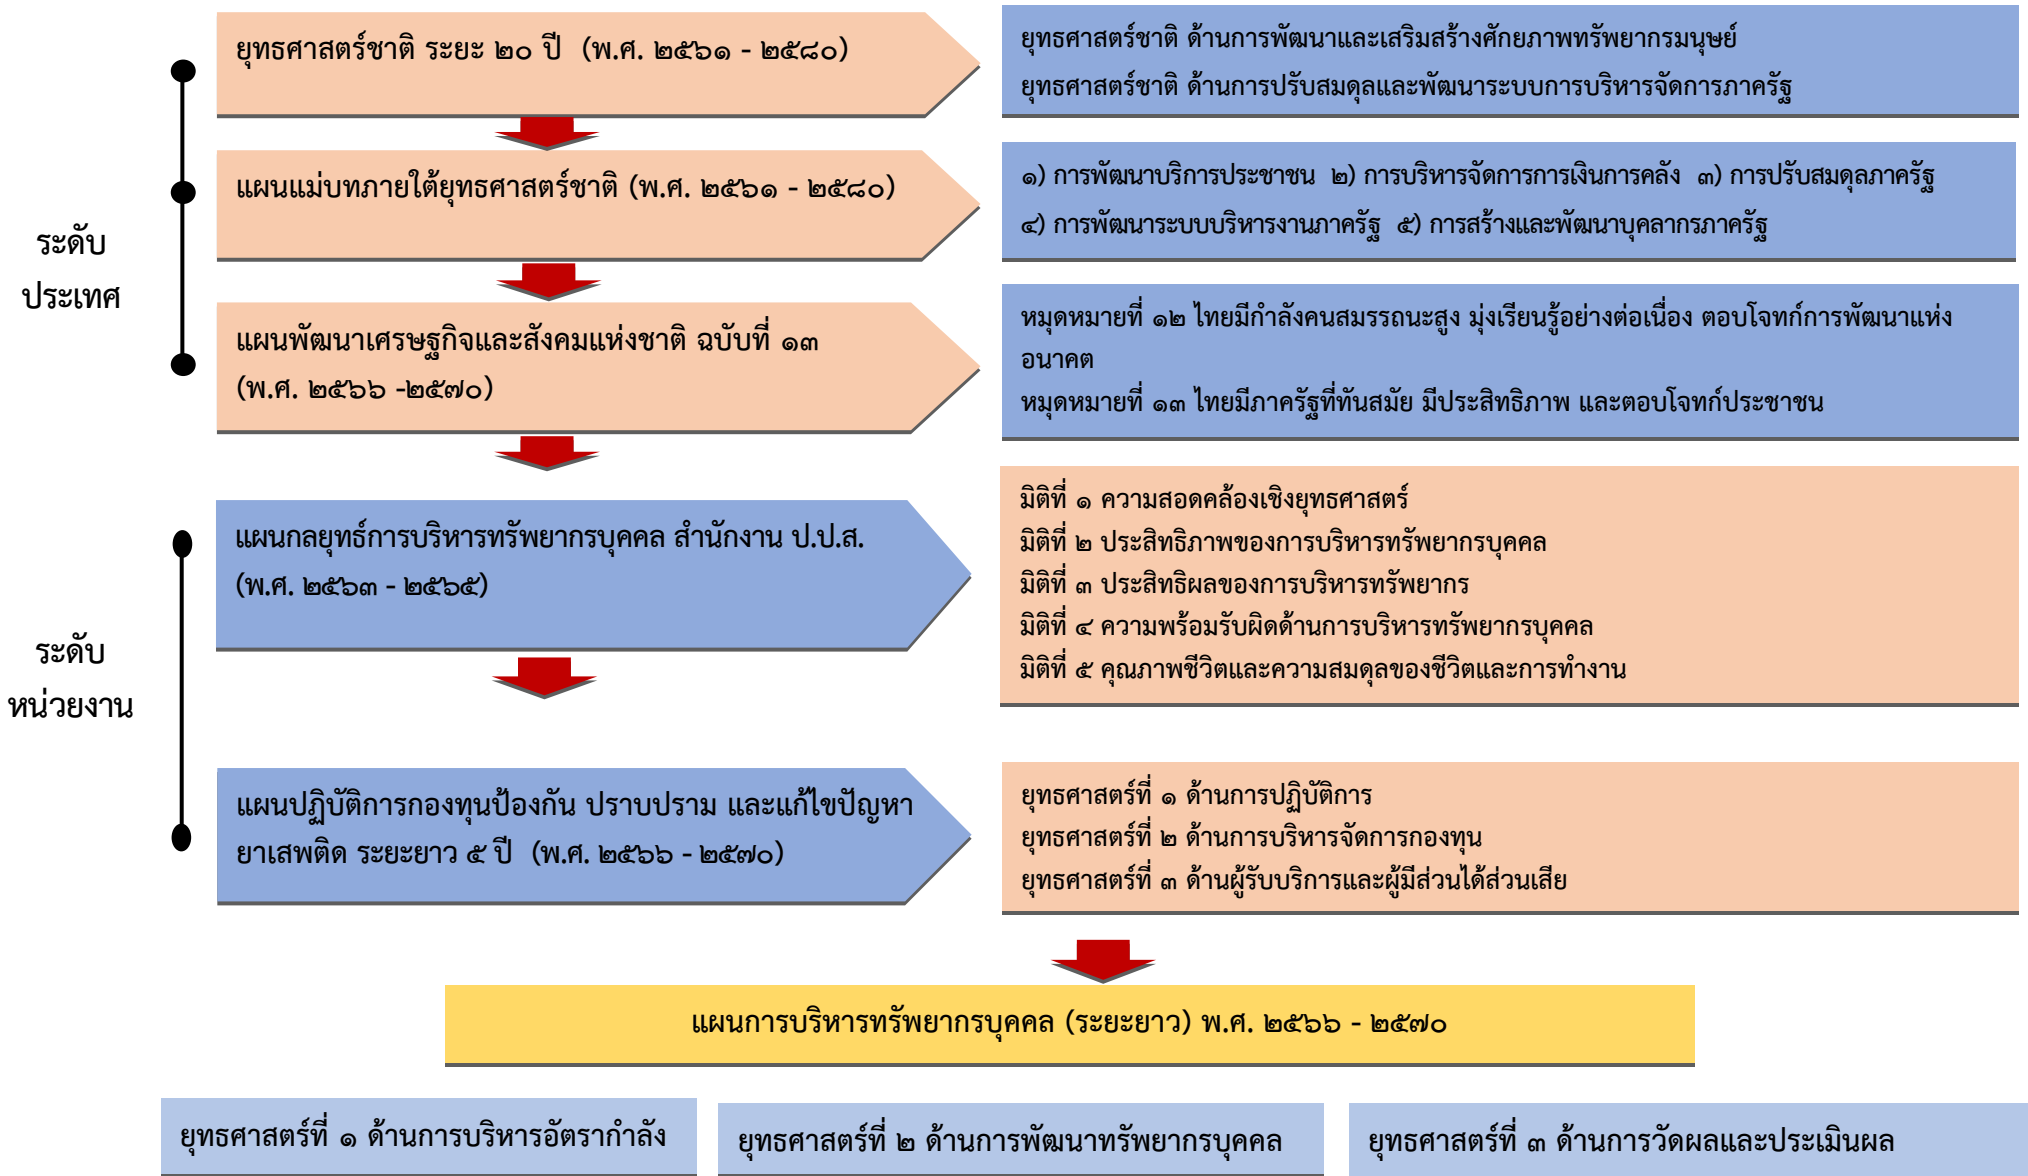 ยุทธศาสตร์ชาติ ระยะ ๒๐ ปี (พ.ศ. ๒๕๖๑ - ๒๕๘๐)
ยุทธศาสตร์ชาติ ด้านการพัฒนาและเสริมสร้างศักยภาพทรัพยากรมนุษย์
ยุทธศาสตร์ชาติ ด้านการปรับสมดุลและพัฒนาระบบการบริหารจัดการภาครัฐ
ระดับ
ประเทศ
แผนแม่บทภายใต้ยุทธศาสตร์ชาติ (พ.ศ. ๒๕๖๑ - ๒๕๘๐)
๑) การพัฒนาบริการประชาชน ๒) การบริหารจัดการการเงินการคลัง ๓) การปรับสมดุลภาครัฐ
๔) การพัฒนาระบบบริหารงานภาครัฐ ๕) การสร้างและพัฒนาบุคลากรภาครัฐ
แผนพัฒนาเศรษฐกิจและสังคมแห่งชาติ ฉบับที่ ๑๓
(พ.ศ. ๒๕๖๖ -๒๕๗๐)
หมุดหมายที่ ๑๒ ไทยมีกำลังคนสมรรถนะสูง มุ่งเรียนรู้อย่างต่อเนื่อง ตอบโจทก์การพัฒนาแห่ง
อนาคต
หมุดหมายที่ ๑๓ ไทยมีภาครัฐที่ทันสมัย มีประสิทธิภาพ และตอบโจทก์ประชาชน
ระดับ
หน่วยงาน
แผนกลยุทธ์การบริหารทรัพยากรบุคคล สำนักงาน ป.ป.ส.
(พ.ศ. ๒๕๖๓ - ๒๕๖๕)
มิติที่ ๑ ความสอดคล้องเชิงยุทธศาสตร์
มิติที่ ๒ ประสิทธิภาพของการบริหารทรัพยากรบุคคล
มิติที่ ๓ ประสิทธิผลของการบริหารทรัพยากร
มิติที่ ๔ ความพร้อมรับผิดด้านการบริหารทรัพยากรบุคคล
มิติที่ ๕ คุณภาพชีวิตและความสมดุลของชีวิตและการทำงาน
แผนปฏิบัติการกองทุนป้องกัน ปราบปราม และแก้ไขปัญหา
ยาเสพติด ระยะยาว ๕ ปี (พ.ศ. ๒๕๖๖ - ๒๕๗๐)
ยุทธศาสตร์ที่ ๑ ด้านการปฏิบัติการ
ยุทธศาสตร์ที่ ๒ ด้านการบริหารจัดการกองทุน
ยุทธศาสตร์ที่ ๓ ด้านผู้รับบริการและผู้มีส่วนได้ส่วนเสีย
แผนการบริหารทรัพยากรบุคคล (ระยะยาว) พ.ศ. ๒๕๖๖ - ๒๕๗๐
ยุทธศาสตร์ที่ ๑ ด้านการบริหารอัตรากำลัง
ยุทธศาสตร์ที่ ๒ ด้านการพัฒนาทรัพยากรบุคคล
ยุทธศาสตร์ที่ ๓ ด้านการวัดผลและประเมินผล